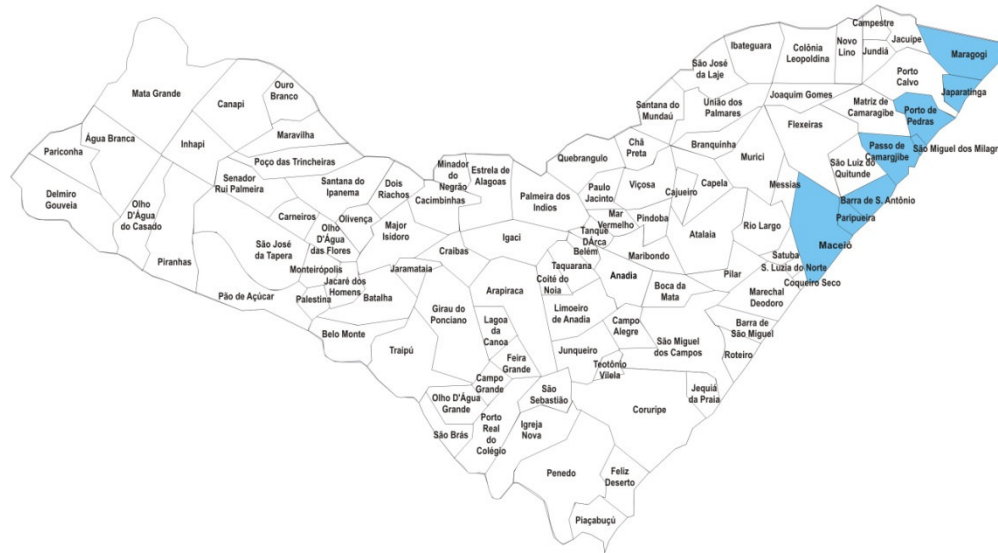 Campestre
Jacuípe
Novo
Lino
Jundiá
Maragogi
Ibateguara
Colônia
Leopoldina
São José
da Laje
Porto
Calvo
Japaratinga
Joaquim Gomes
Matriz de
Camaragibe
Porto de
Pedras
Santana do
Mundaú
União dos
Palmares
Flexeiras
Ouro
Branco
Mata Grande
Canapi
Maravilha
Água Branca
Inhapi
Pariconha
Poço das Trincheiras
Chã
Preta
Branquinha
Passo de
Camargjibe
São Miguel dos Milagr
Quebrangulo
Murici
São Luiz do
Quitunde
Minador
do
Negrão
Estrela de
Alagoas
Senador
Rui Palmeira
Santana do
Ipanema
Dois
Riachos
Cacimbinhas
Palmeira dos
Indios
Paulo
Jacinto
Viçosa
Cajueiro
Capela
Messias
Delmiro
Gouveia
Olho
D'Água
do Casado
Barra de S. Antônio
Paripueira
Carneiros
Olivença
Olho
D'Água
das Flores
Major
Isidoro
Mar
Vermelho
Pindoba
Atalaia
Rio Largo
Maceió
São José
da Tapera
Craíbas
Igaci
Tanque
DÁrca
Belém
Maribondo
Satuba
S. Luzia do Norte
Coqueiro Seco
Piranhas
Monteirópolis
Jaramataia
Taquarana
Coité do
Noia
Anadia
Pilar
Pão de Açúcar
Palestina
Jacaré dos
Homens
Batalha
Arapiraca
Boca da
Mata
Marechal
Deodoro
Girau do
Ponciano
Limoeiro
de Anadia
Campo
Alegre
Barra de
São Miguel
Belo Monte
Lagoa
da
Canoa
São Miguel
dos Campos
Roteiro
Traipú
Junqueiro
Feira
Grande
Teotônio
Vilela
Campo
Grande
São
Sebastião
Jequiá
da Praia
Olho D'Água
Grande
Coruripe
São Brás
Porto
Real
do
Colégio
Igreja
Nova
Penedo
Feliz
Deserto
Piaçabuçú